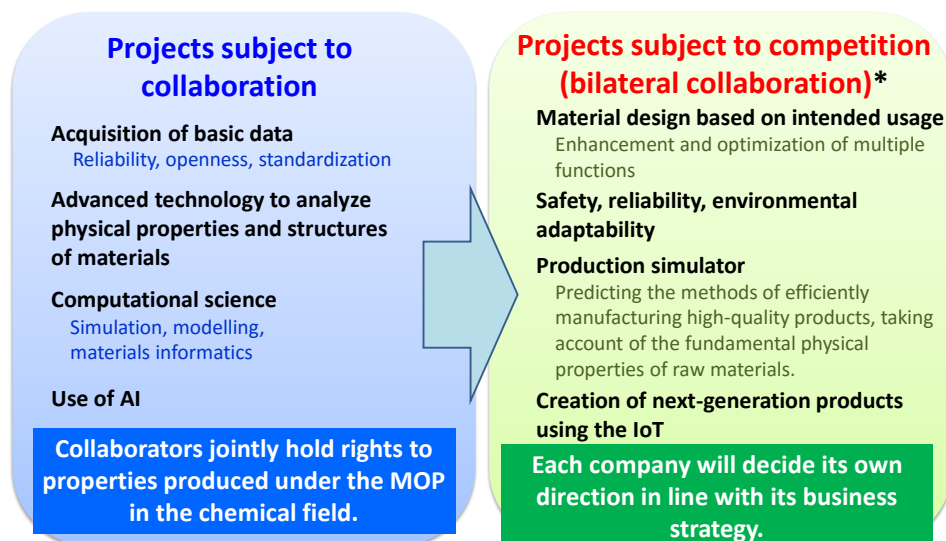 Projects subject to
collaboration
Acquisition of basic data
Reliability, openness, standardization
Advanced technology to analyze
physical properties and structures
of materials
Computational science
Simulation, modelling,
materials informatics
Use of AI
Collaborators jointly hold rights to
properties produced under the MOP
in the chemical field.
Projects subject to competition
(bilateral collaboration)*
Material design based on intended usage
Enhancement and optimization of multiple
functions
Safety, reliability, environmental
adaptability
Production simulator
Predicting the methods of efficiently
manufacturing high-quality products, taking
account of the fundamental physical
properties of raw materials.
Creation of next-generation products
using the IoT
Each company will decide its own
direction in line with its business
strategy.